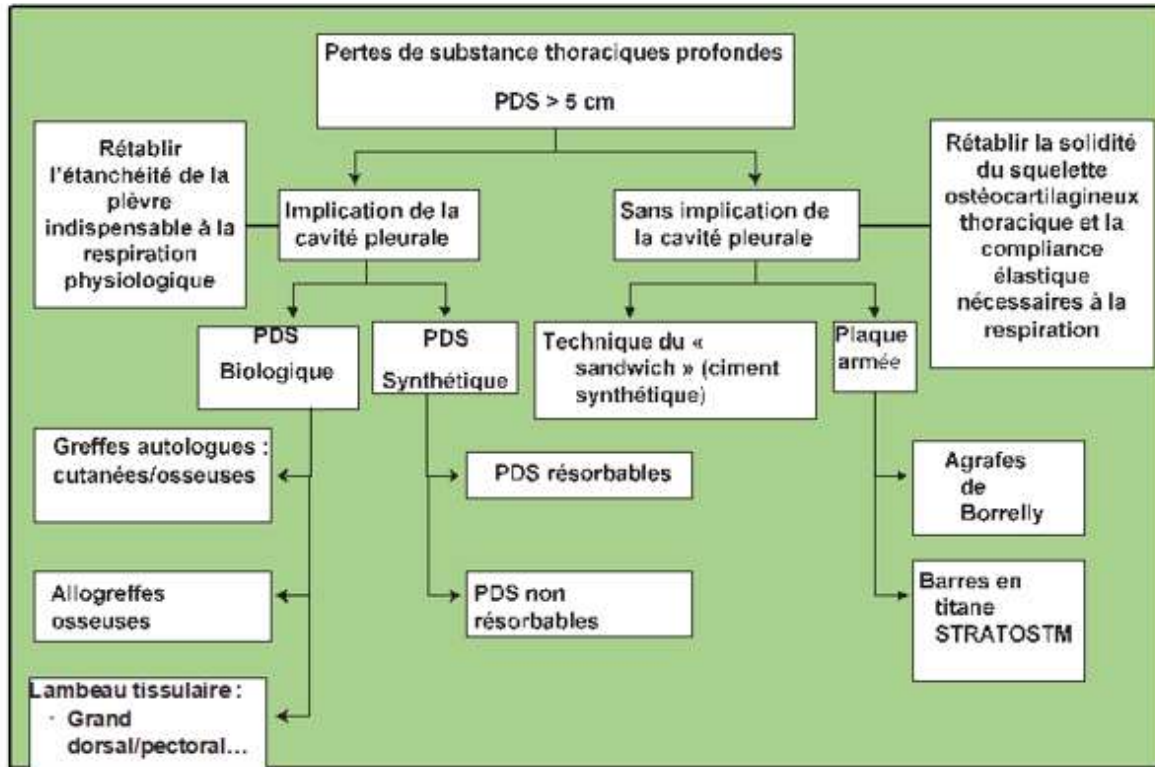 Pertes de substance thoraciques profondes
PDS > 5 cm
Rétablir
l'étanchéité de la
plèvre
indispensable à la
respiration
physiologique
Implication de la
cavité pleurale
Sans implication de
la cavité pleurale
Rétablir la solidité
du squelette
ostéocartilagineux
thoracique et la
compliance
élastique
nécessaires à la
respiration
PDS
Biologique
PDS
Synthétique
Technique du «
sandwich » (ciment
synthétique)
Plaque
armée
Greffes autologues :
cutanées/osseuses
Allogreffes
osseuses
Lambeau tissulaire :
· Grand
dorsal/pectoral...
PDS résorbables
PDS non
résorbables
Agrafes
de
Borrelly
Barres en
titane
STRATOSTM